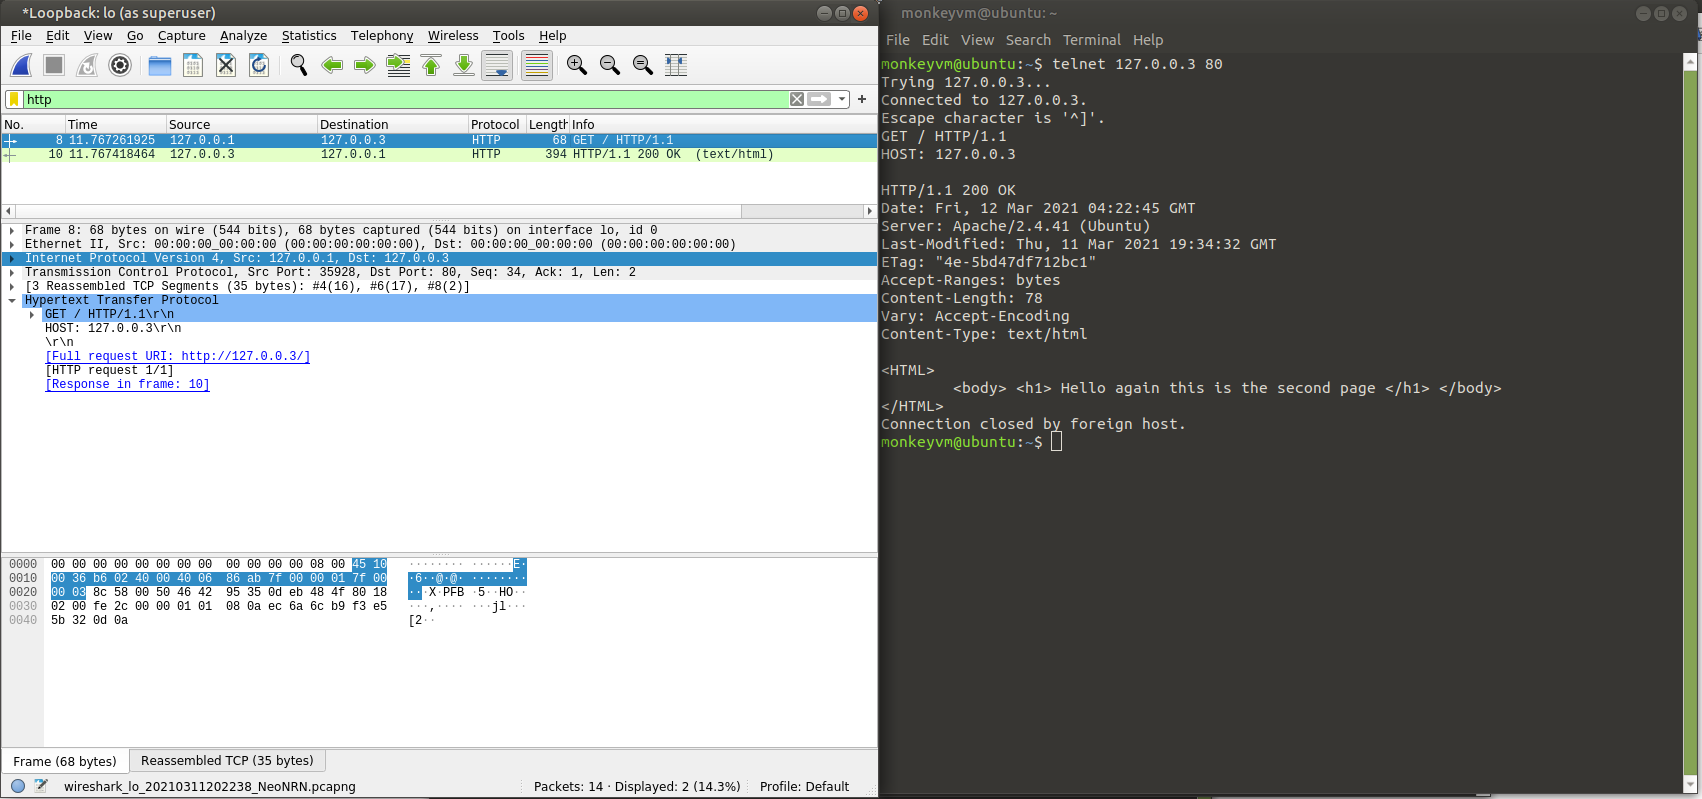 *Loopback: lo (as superuser)
File Edit View Go Capture Analyze Statistics Telephony Wireless Tools Help
http
No. Time Source Destination Protocol Length Info
8 11.767261925 127.0.0.1 127.0.0.3 HTTP 68 GET / HTTP/1.1
10 11.767418464 127.0.0.3 127.0.0.1 HTTP 394 HTTP/1.1 200 OK (text/html)
Frame 8: 68 bytes on wire (544 bits), 68 bytes captured (544 bits) on interface lo, id 0
Ethernet II, Src: 00:00:00_00:00:00 (00:00:00:00:00:00), Dst: 00:00:00_00:00:00 (00:00:00:00:00:00)
Internet Protocol Version 4, Src: 127.0.0.1, Dst: 127.0.0.3
Transmission Control Protocol, Src Port: 35928, Dst Port: 80, Seq: 34, Ack: 1, Len: 2
[3 Reassembled TCP Segments (35 bytes): #4(16), #6(17), #8(2)]
Hypertext Transfer Protocol
GET / HTTP/1.1\r\n
HOST: 127.0.0.3\r\n
\r\n
[Full request URI: http://127.0.0.3/]
[HTTP request 1/1]
[Response in frame: 10]
0000 00 00 00 00 00 00 00 00 00 00 00 00 08 00 45 10 ········ ······E·
0010 00 36 b6 02 40 00 40 06 86 ab 7f 00 00 01 7f 00 ·6··@·@· ········
0020 00 03 8c 58 00 50 46 42 95 35 0d eb 48 4f 80 18 ···X·PFB ·5··HO··
0030 02 00 fe 2c 00 00 01 01 08 0a ec 6a 6c b9 f3 e5 ···,···· ···jl···
0040 5b 32 0d 0a [2··
Frame (68 bytes) Reassembled TCP (35 bytes)
wireshark_lo_20210311202238_NeoNRN.pcapng Packets: 14 · Displayed: 2 (14.3%) Profile: Default
monkeyvm@ubuntu: ~
File Edit View Search Terminal Help
monkeyvm@ubuntu:~$ telnet 127.0.0.3 80
Trying 127.0.0.3...
Connected to 127.0.0.3.
Escape character is '^]'.
GET / HTTP/1.1
HOST: 127.0.0.3
HTTP/1.1 200 OK
Date: Fri, 12 Mar 2021 04:22:45 GMT
Server: Apache/2.4.41 (Ubuntu)
Last-Modified: Thu, 11 Mar 2021 19:34:32 GMT
ETag: "4e-5bd47df712bc1"
Accept-Ranges: bytes
Content-Length: 78
Vary: Accept-Encoding
Content-Type: text/html
<HTML>
<body> <h1> Hello again this is the second page </h1> </body>
</HTML>
Connection closed by foreign host.
monkeyvm@ubuntu:~$